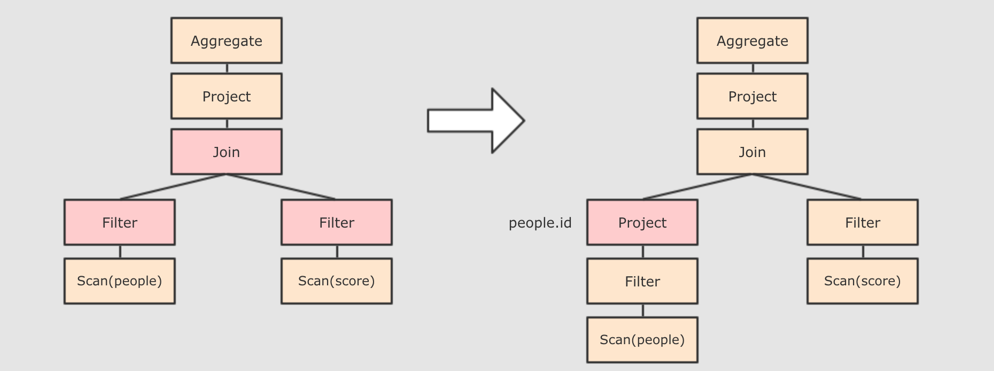 Aggregate
Project
Join
Filter
Filter
Scan(people)
Scan(score)
Aggregate
Project
Join
people.id
Project
Filter
Filter
Scan(score)
Scan(people)